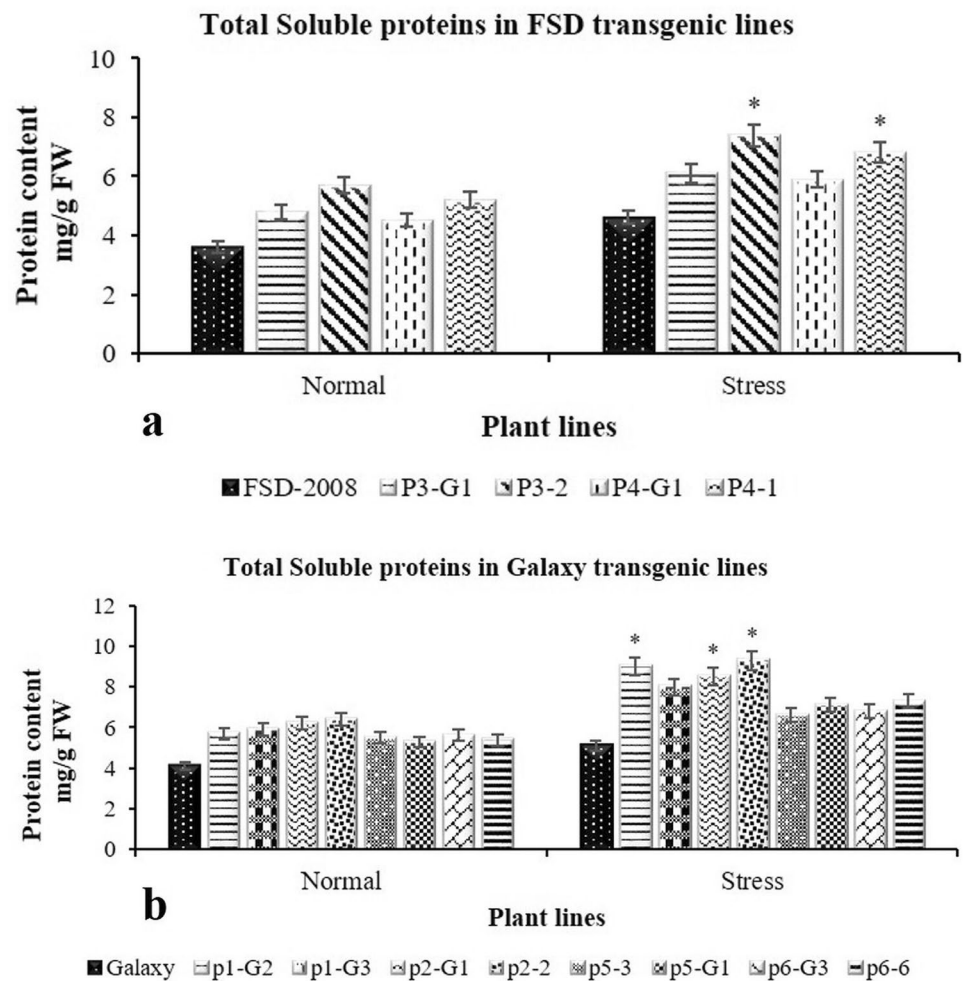 Total Soluble proteins in FSD transgenic lines
Protein content
mg/g FW
10
8
6
4
2
0
*
*
Normal
Stress
a
Plant lines
FSD-2008 P3-G1 P3-2 P4-G1 P4-1
Total Soluble proteins in Galaxy transgenic lines
Protein content
mg/g FW
12
10
8
6
4
2
0
*
*
*
Normal
Stress
b
Plant lines
Galaxy p1-G2 p1-G3 p2-G1 p2-2 p5-3 p5-G1 p6-G3 p6-6